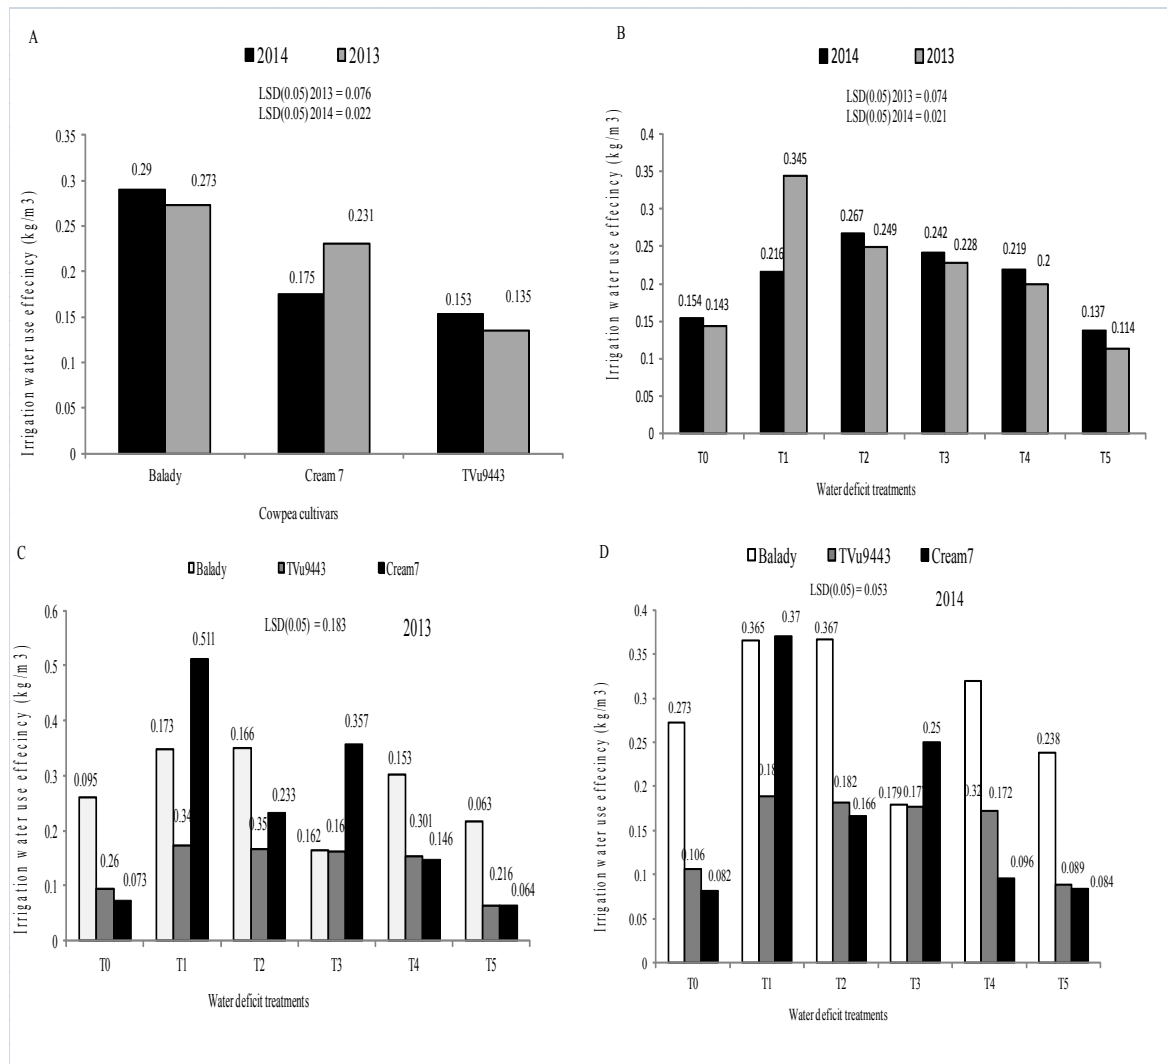 A
2014 2013
LSD(0.05) 2013 = 0.076
LSD(0.05) 2014 = 0.022
Irrigation water use effecincy (kg/m3)
0.35
0.3
0.25
0.2
0.15
0.1
0.05
0
0.29 0.273
0.175 0.231
0.153 0.135
Balady Cream 7 TVu9443
Cowpea cultivars
B
2014 2013
LSD(0.05) 2013 = 0.074
LSD(0.05) 2014 = 0.021
Irrigation water use effecincy (kg/m3)
0.4
0.35
0.3
0.25
0.2
0.15
0.1
0.05
0
0.154 0.143
0.216 0.345
0.267 0.249
0.242 0.228
0.219 0.2
0.137 0.114
T0 T1 T2 T3 T4 T5
Water deficit treatments
C
Balady TVu9443 Cream7
LSD(0.05) = 0.183 2013
Irrigation water use effecincy (kg/m3)
0.6
0.5
0.4
0.3
0.2
0.1
0
0.095 0.26 0.073
0.173 0.34 0.511
0.166 0.35 0.233
0.162 0.16 0.357
0.153 0.301 0.146
0.063 0.216 0.064
T0 T1 T2 T3 T4 T5
Water deficit treatments
D
Balady TVu9443 Cream7
LSD(0.05) = 0.053 2014
Irrigation water use effecincy (kg/m3)
0.4
0.35
0.3
0.25
0.2
0.15
0.1
0.05
0
0.273 0.106 0.082
0.365 0.18 0.37
0.367 0.182 0.166
0.179 0.17 0.25
0.32 0.172 0.096
0.238 0.089 0.084
T0 T1 T2 T3 T4 T5
Water deficit treatments